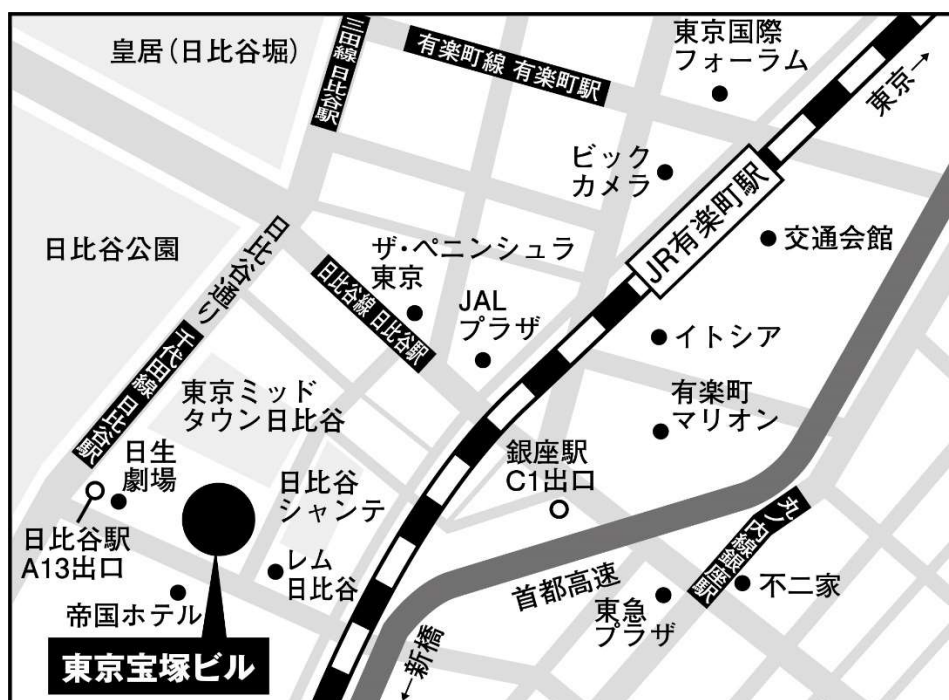 皇居（日比谷堀）
三田線 日比谷駅
有楽町線 有楽町駅
東京国際
フォーラム
東京→
ビック
カメラ
JR有楽町駅
交通会館
日比谷公園
日比谷通り
ザ・ペニンシュラ
東京
日比谷線 日比谷駅
JAL
プラザ
イトシア
千代田線 日比谷駅
東京ミッド
タウン日比谷
有楽町
マリオン
日生
劇場
日比谷
シャンテ
銀座駅
C1出口
丸ノ内線銀座駅
日比谷駅
A13出口
レム
日比谷
首都高速
東急
プラザ
不二家
帝国ホテル
東京宝塚ビル
←新橋